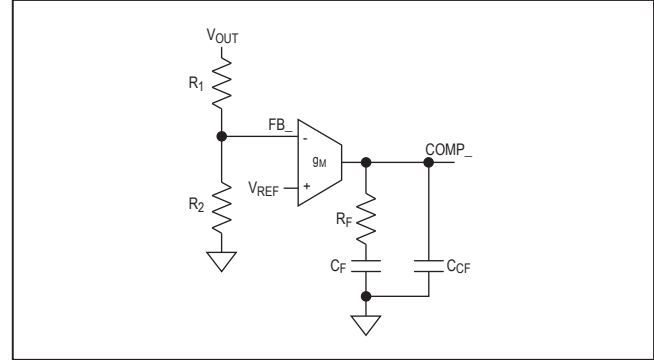 VOUT
R1
FB_
-
gM
COMP_
VREF
+
R2
RF
CF
CCF